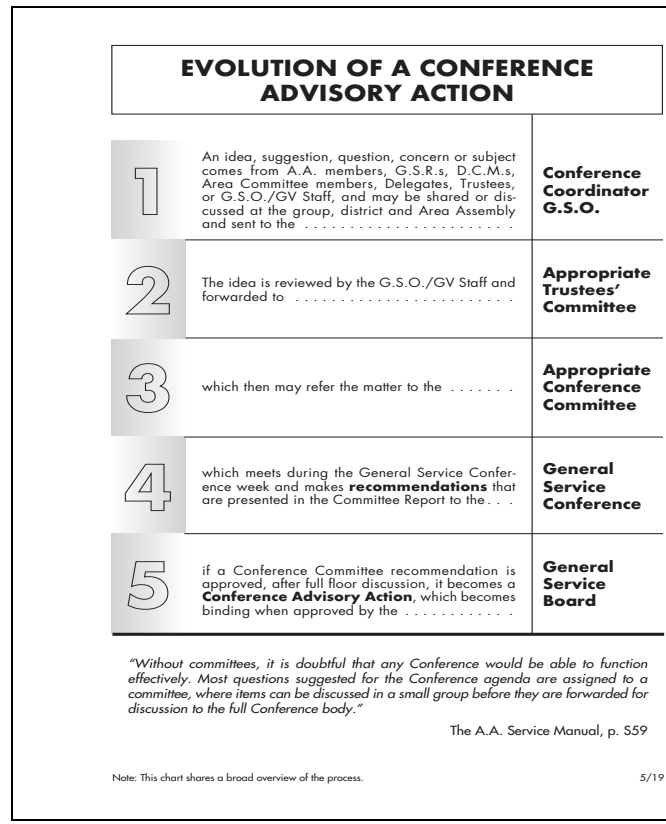 EVOLUTION OF A CONFERENCE
ADVISORY ACTION
1
An idea, suggestion, question, concern or subject
comes from A.A. members, G.S.R.s, D.C.M.s,
Area Committee members, Delegates, Trustees,
or G.S.O./GV Staff, and may be shared or dis-
cussed at the group, district and Area Assembly
and sent to the . . . . . . . . . . . . . . . . . . . . . . .
Conference
Coordinator
G.S.O.
2
The idea is reviewed by the G.S.O./GV Staff and
forwarded to . . . . . . . . . . . . . . . . . . . . . . . .
Appropriate
Trustees’
Committee
3
which then may refer the matter to the . . . . . . .
Appropriate
Conference
Committee
4
which meets during the General Service Confer-
ence week and makes recommendations that
are presented in the Committee Report to the . . .
General
Service
Conference
5
if a Conference Committee recommendation is
approved, after full floor discussion, it becomes a
Conference Advisory Action, which becomes
binding when approved by the . . . . . . . . . . . .
General
Service
Board
“Without committees, it is doubtful that any Conference would be able to function
effectively. Most questions suggested for the Conference agenda are assigned to a
committee, where items can be discussed in a small group before they are forwarded for
discussion to the full Conference body.”
The A.A. Service Manual, p. S59
Note: This chart shares a broad overview of the process.
5/19